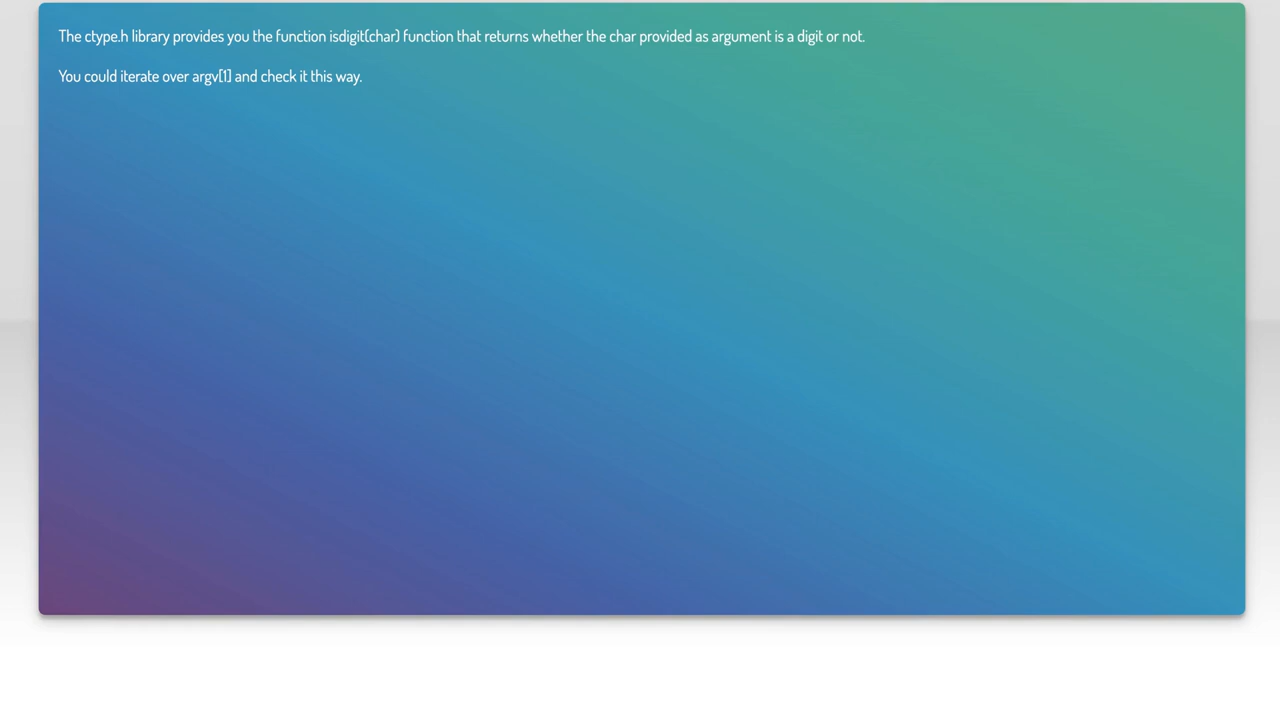 The ctype.h library provides you the function isdigit(char) function that returns whether the char provided as argument is a digit or not.
You could iterate over argv[1] and check it this way.